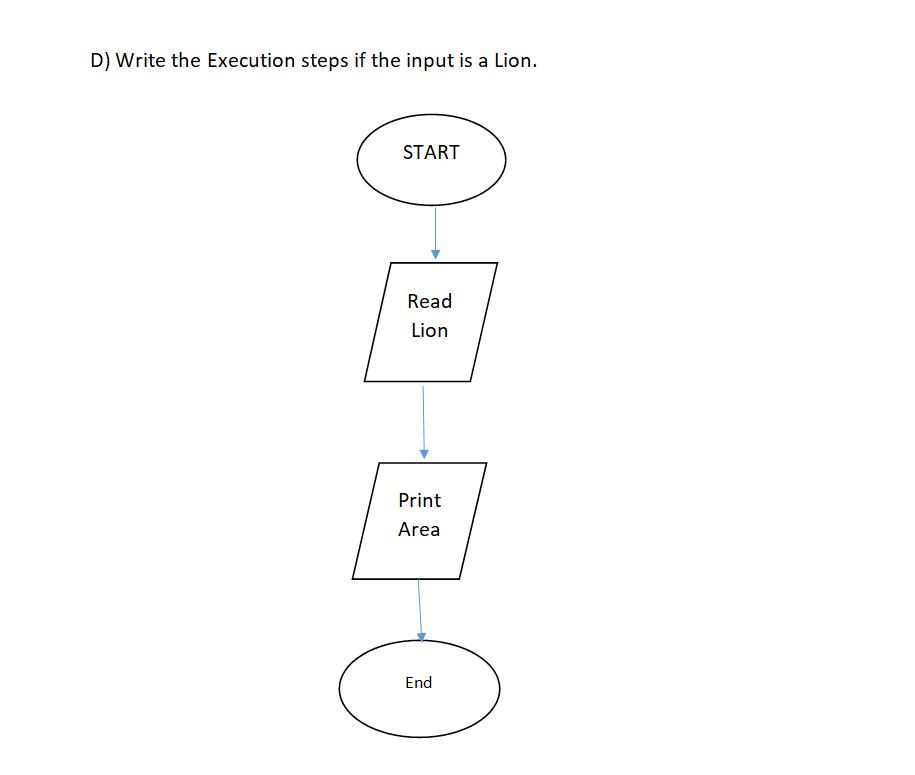 D) Write the Execution steps if the input is a Lion.
START
Read
Lion
Print
Area
End